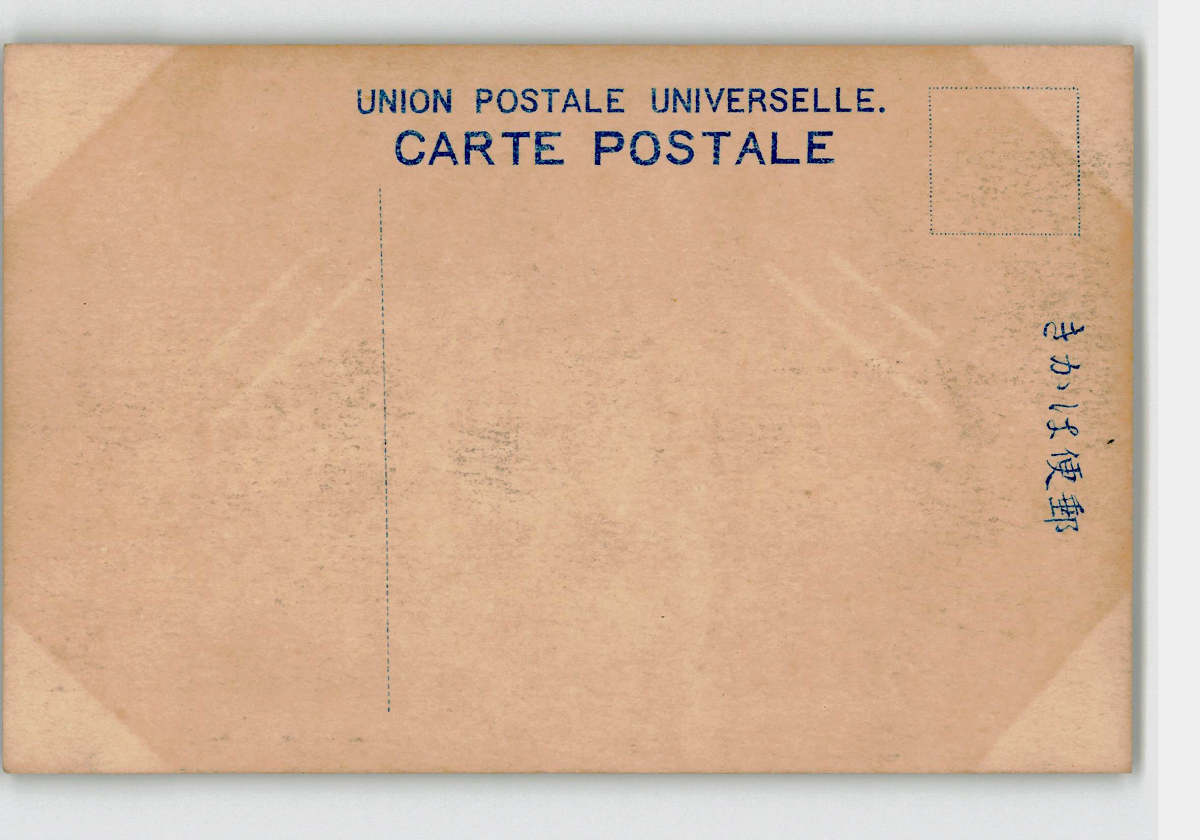 UNION POSTALE UNIVERSELLE.
CARTE POSTALE
郵便はかき